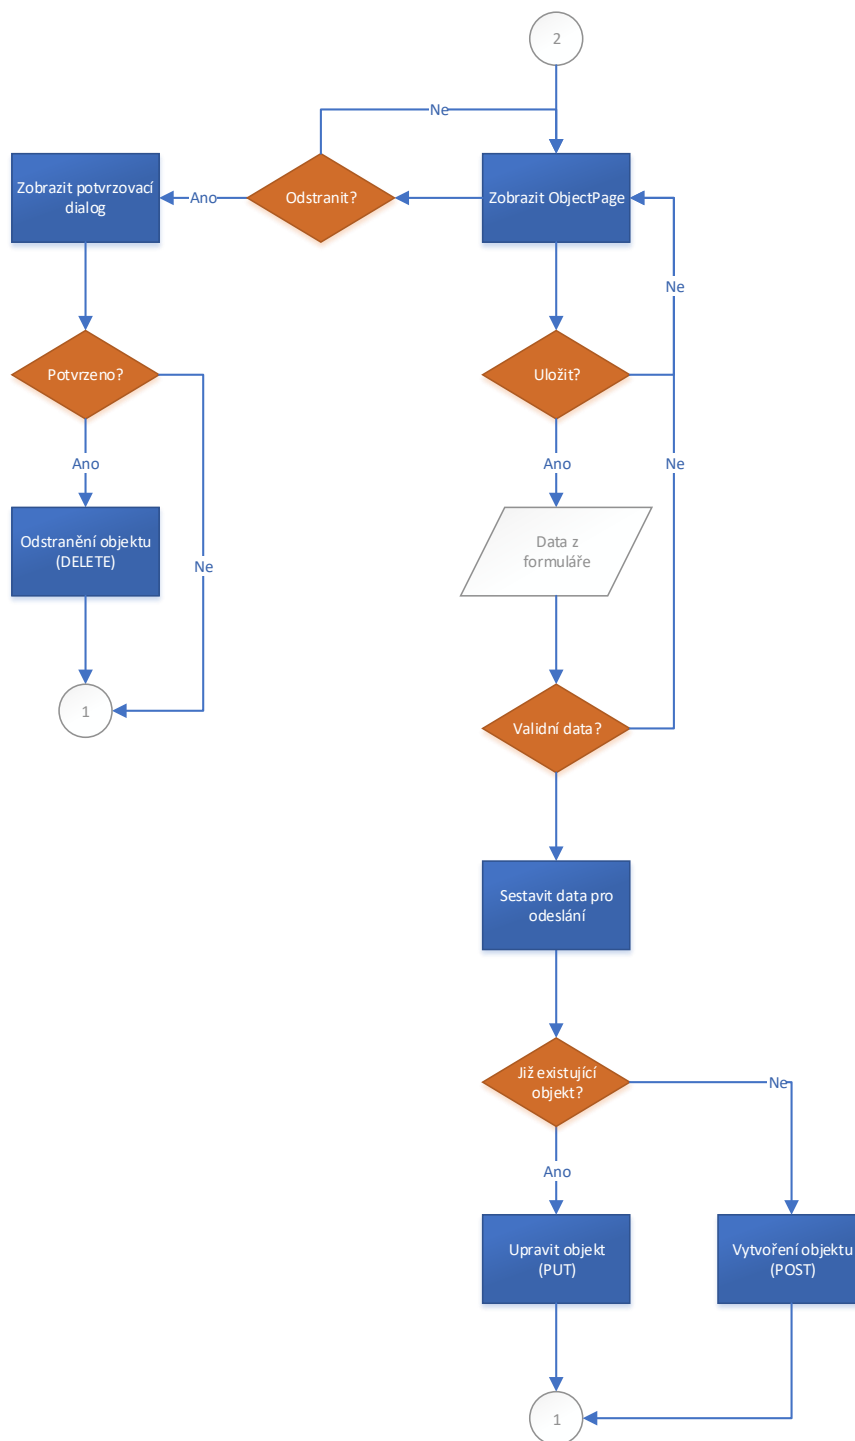 2
Ne
Zobrazit potvrzovací
dialog
Ano
Odstranit?
Zobrazit ObjectPage
Ne
Potvrzeno?
Uložit?
Ano
Ano
Ne
Odstranění objektu
(DELETE)
Ne
Data z
formuláře
1
Validní data?
Sestavit data pro
odeslání
Již existující
objekt?
Ne
Ano
Upravit objekt
(PUT)
Vytvoření objektu
(POST)
1